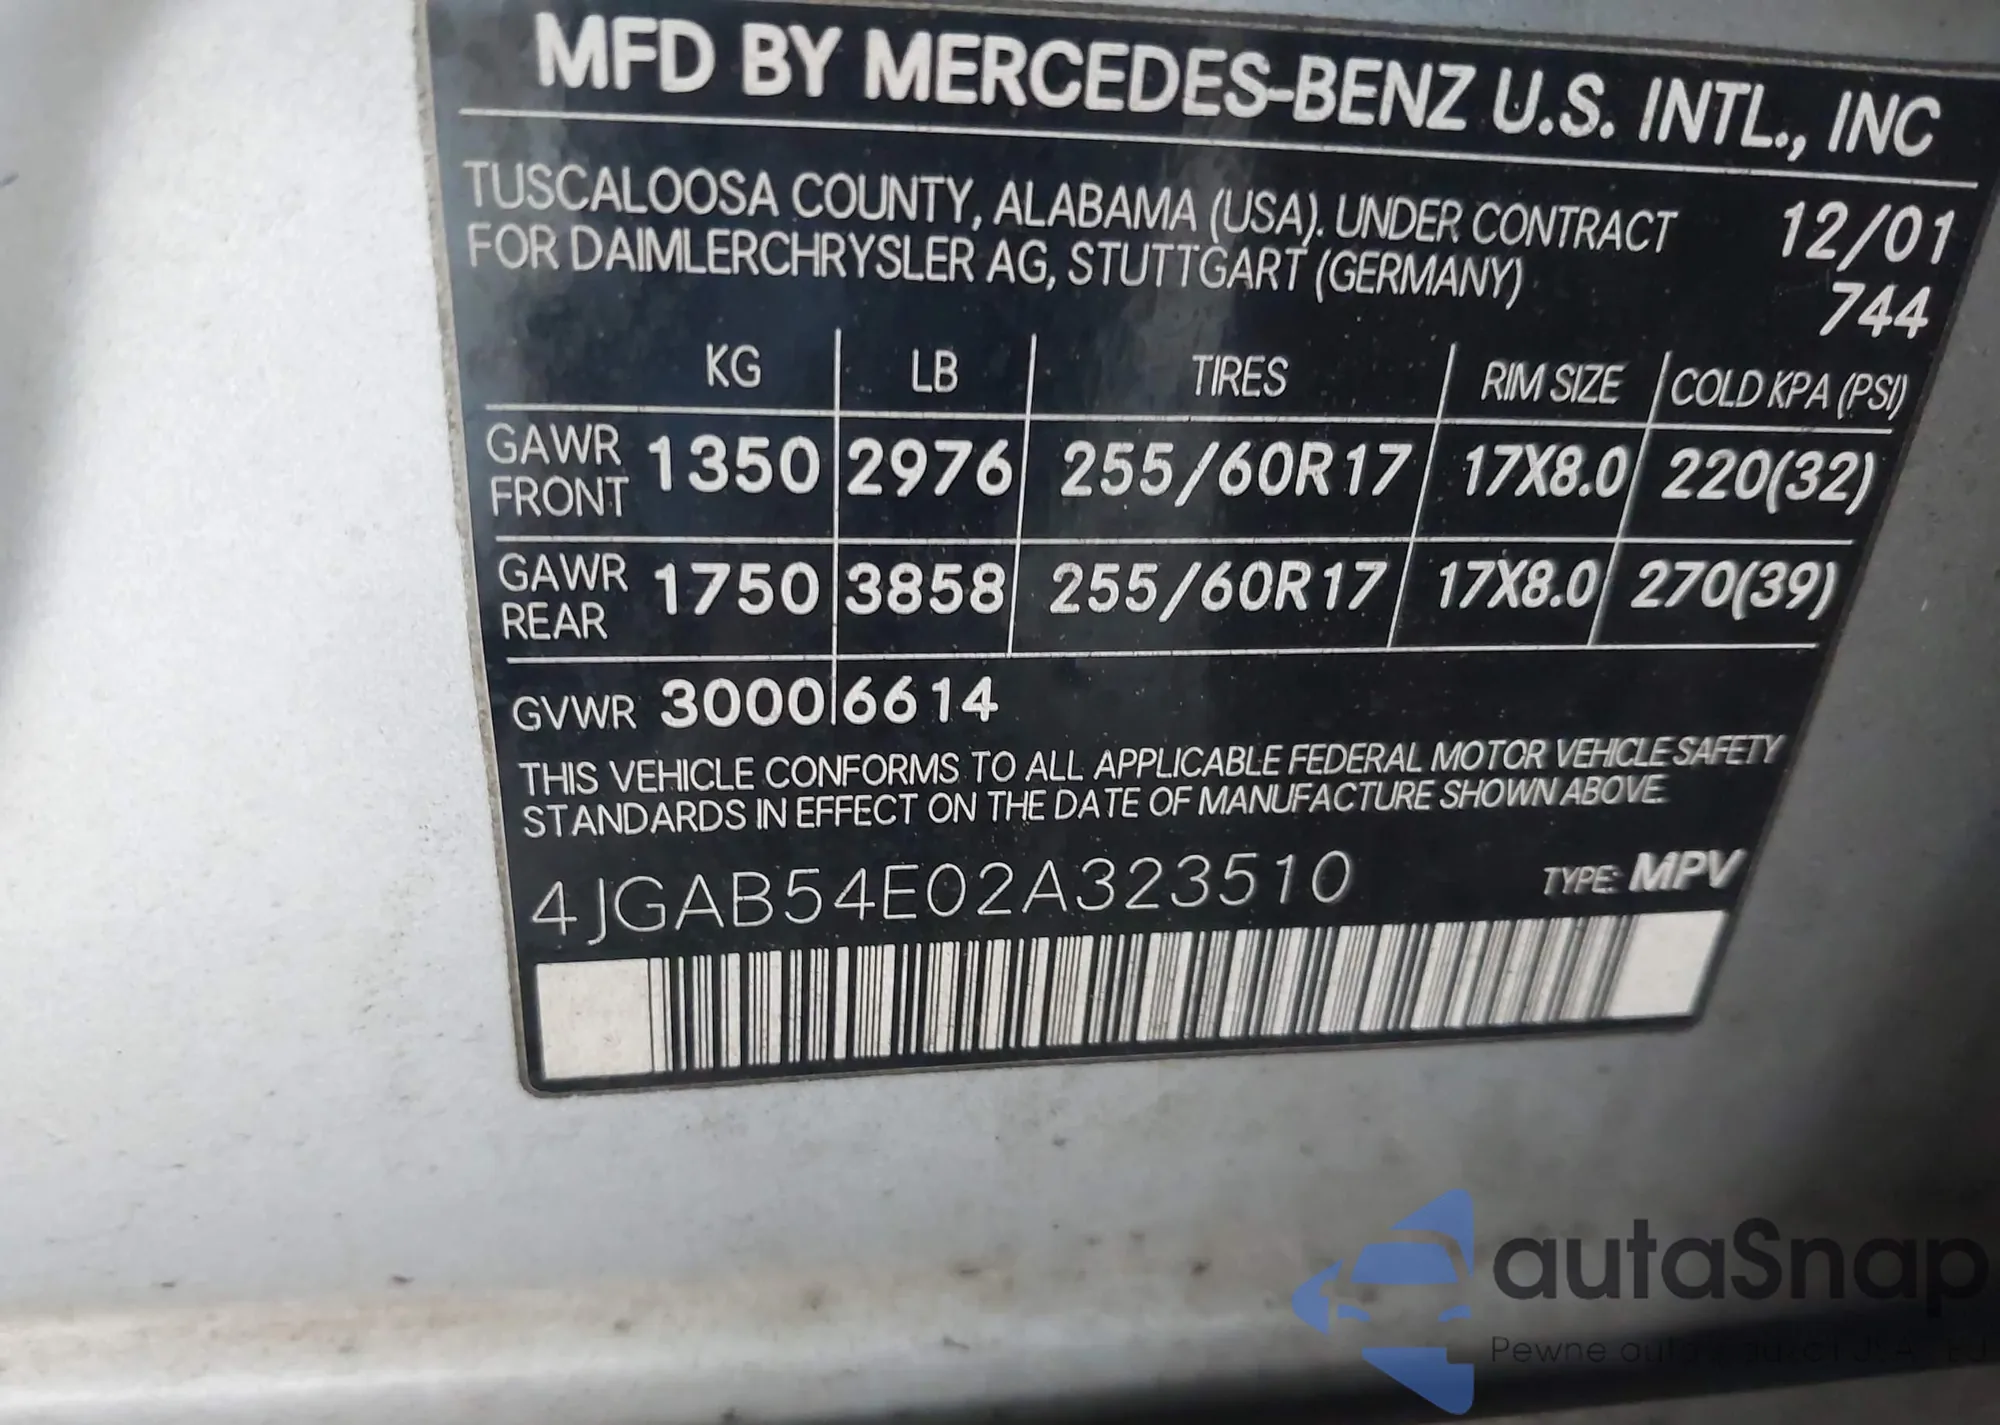 MFD BY MERCEDES-BENZ U.S. INTL., INC
TUSCALOOSA COUNTY, ALABAMA (USA). UNDER CONTRACT 12/01
FOR DAIMLERCHRYSLER AG, STUTTGART (GERMANY) 744
KG LB TIRES RIM SIZE COLD KPA (PSI)
GAWR FRONT 1350 2976 255/60R17 17X8.0 220(32)
GAWR REAR 1750 3858 255/60R17 17X8.0 270(39)
GVWR 3000 6614
THIS VEHICLE CONFORMS TO ALL APPLICABLE FEDERAL MOTOR VEHICLE SAFETY
STANDARDS IN EFFECT ON THE DATE OF MANUFACTURE SHOWN ABOVE.
4JGAB54E02A323510 TYPE: MPV
autaSnap
Pewne auta z